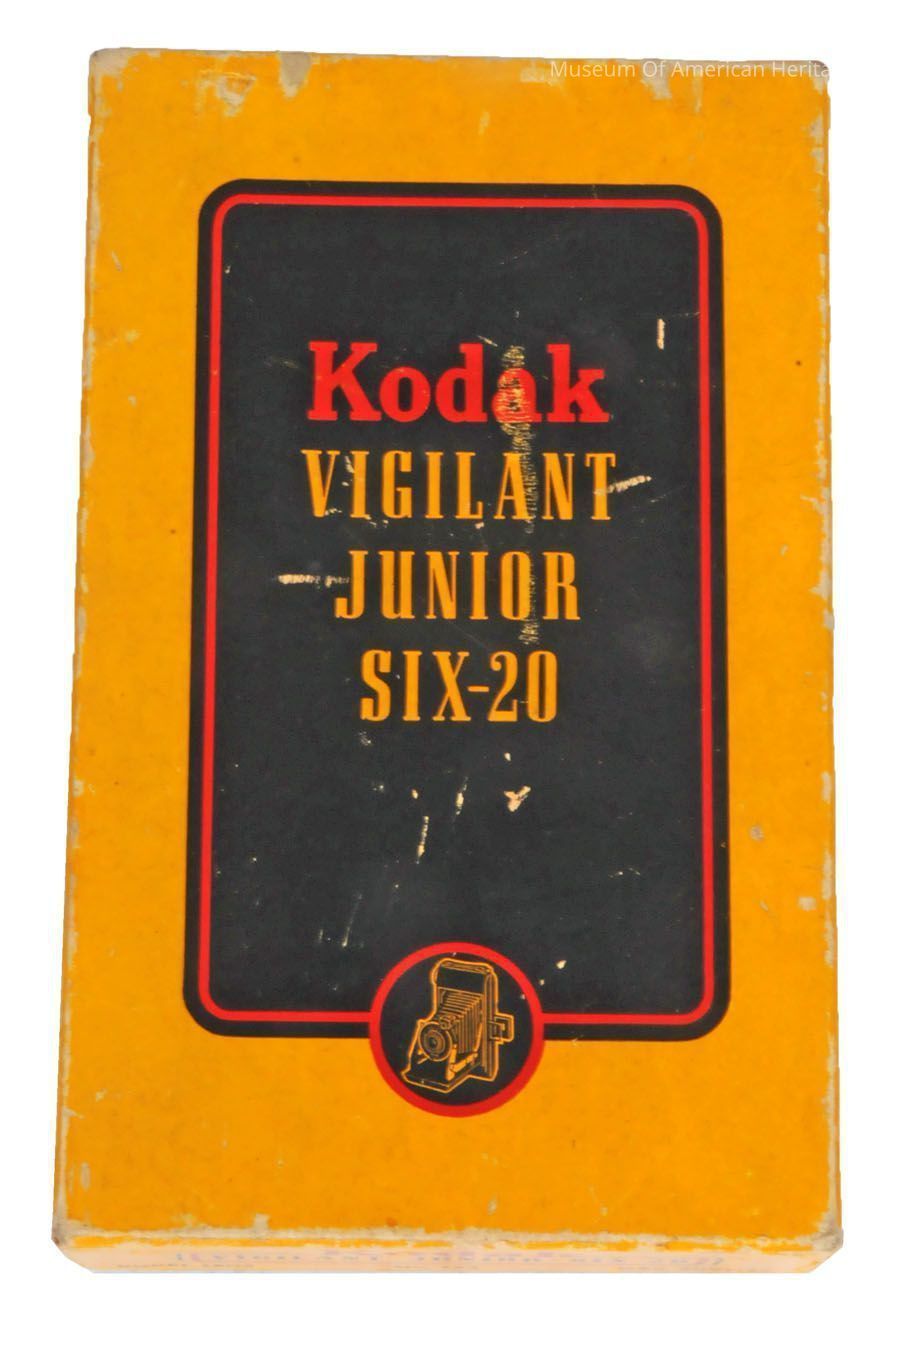 Museum Of American Herita
Kodak
VIGILANT
JUNIOR
SIX-20